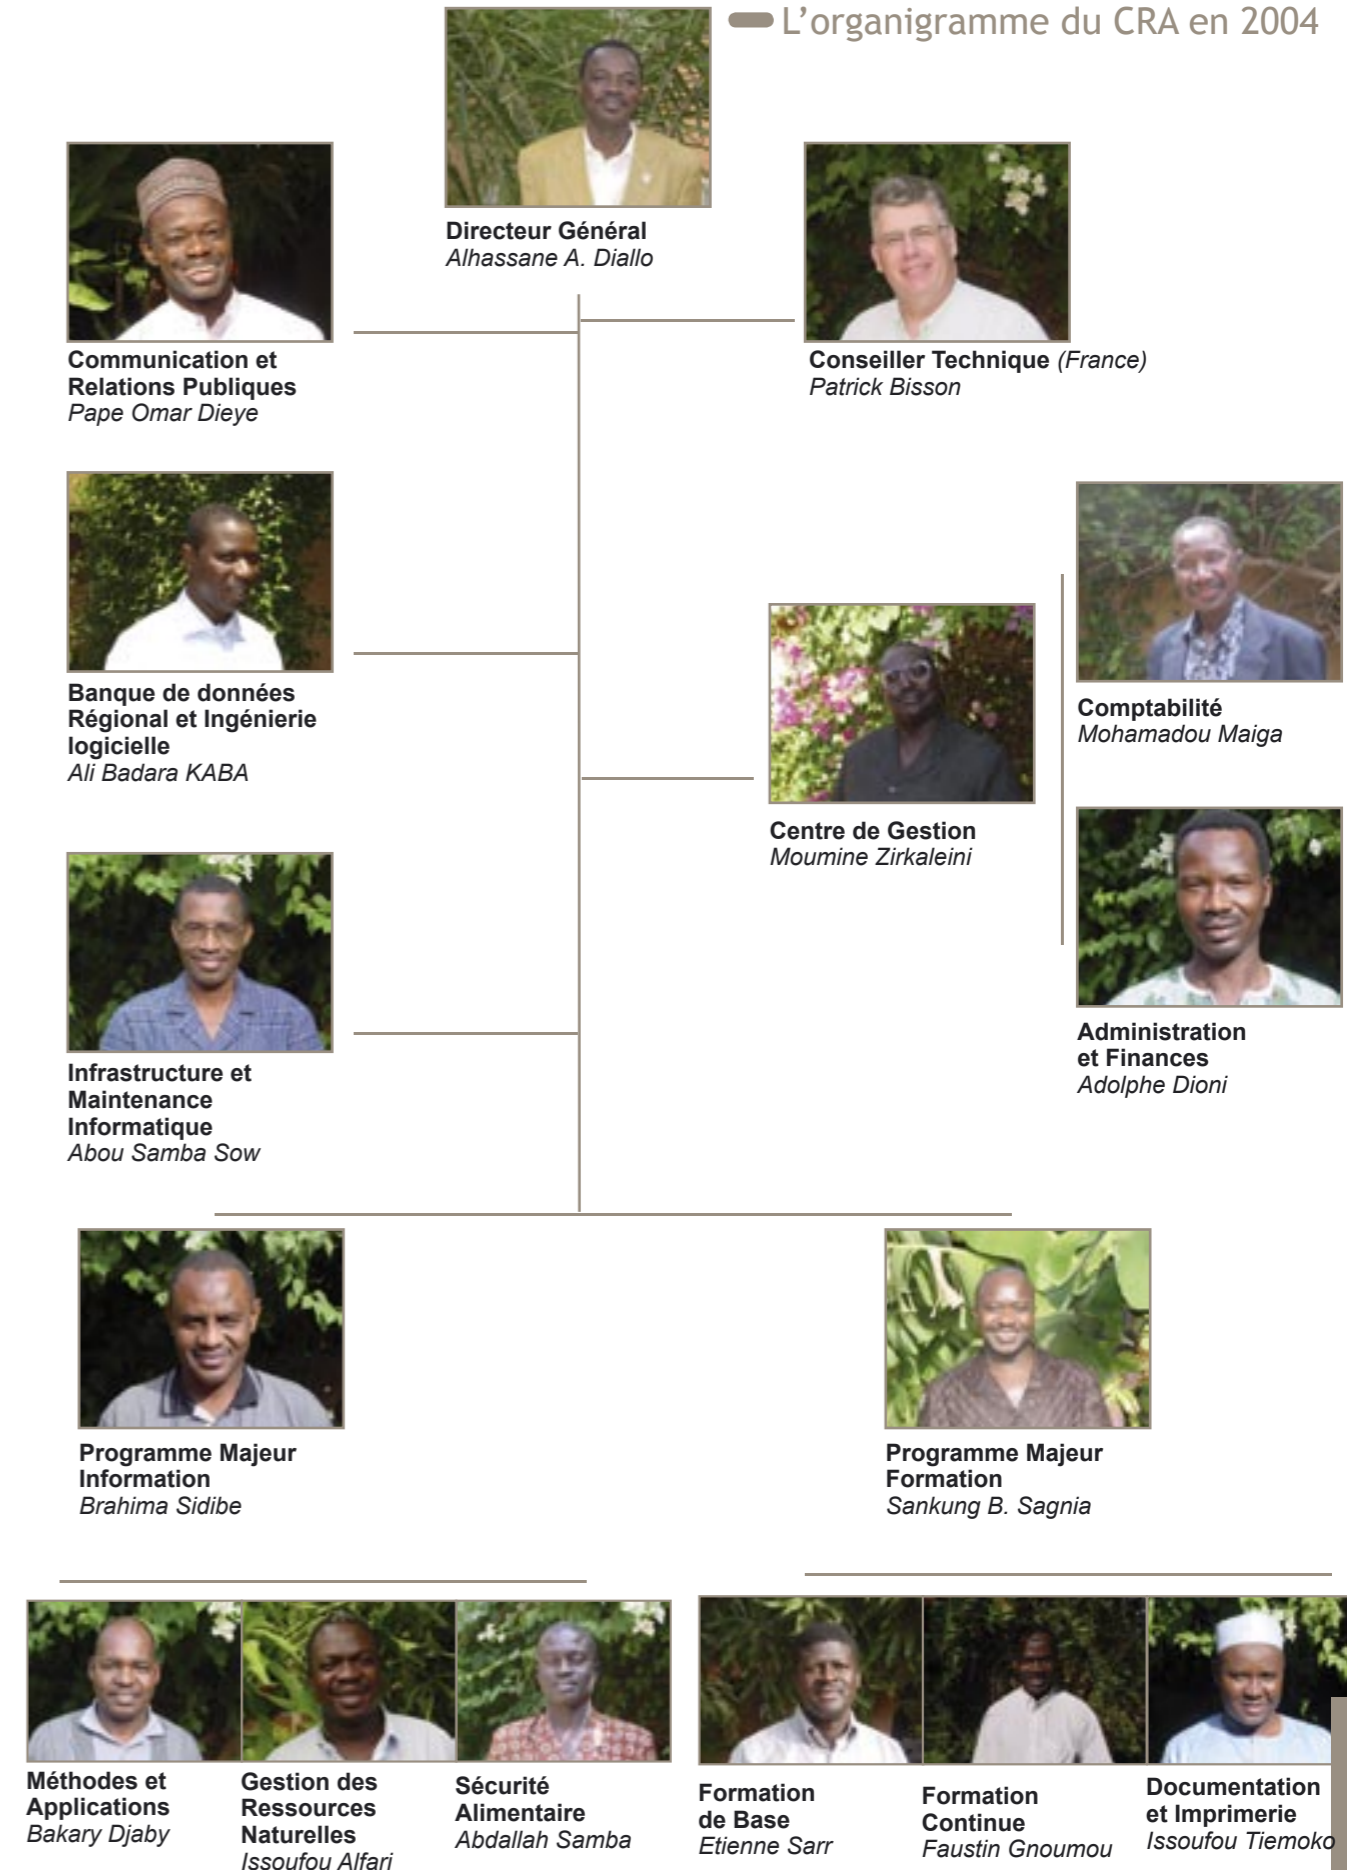 L'organigramme du CRA en 2004
Directeur Général
Alhassane A. Diallo
Communication et
Relations Publiques
Pape Omar Dieye
Conseiller Technique (France)
Patrick Bisson
Banque de données
Régional et Ingénierie
logicielle
Ali Badara KABA
Comptabilité
Mohamadou Maiga
Centre de Gestion
Moumine Zirkaleini
Administration
et Finances
Adolphe Dioni
Infrastructure et
Maintenance
Informatique
Abou Samba Sow
Programme Majeur
Information
Brahima Sidibe
Programme Majeur
Formation
Sankung B. Sagnia
Méthodes et
Applications
Bakary Djaby
Gestion des
Ressources
Naturelles
Issoufou Alfari
Sécurité
Alimentaire
Abdallah Samba
Formation
de Base
Etienne Sarr
Formation
Continue
Faustin Gnoumou
Documentation
et Imprimerie
Issoufou Tiemoko